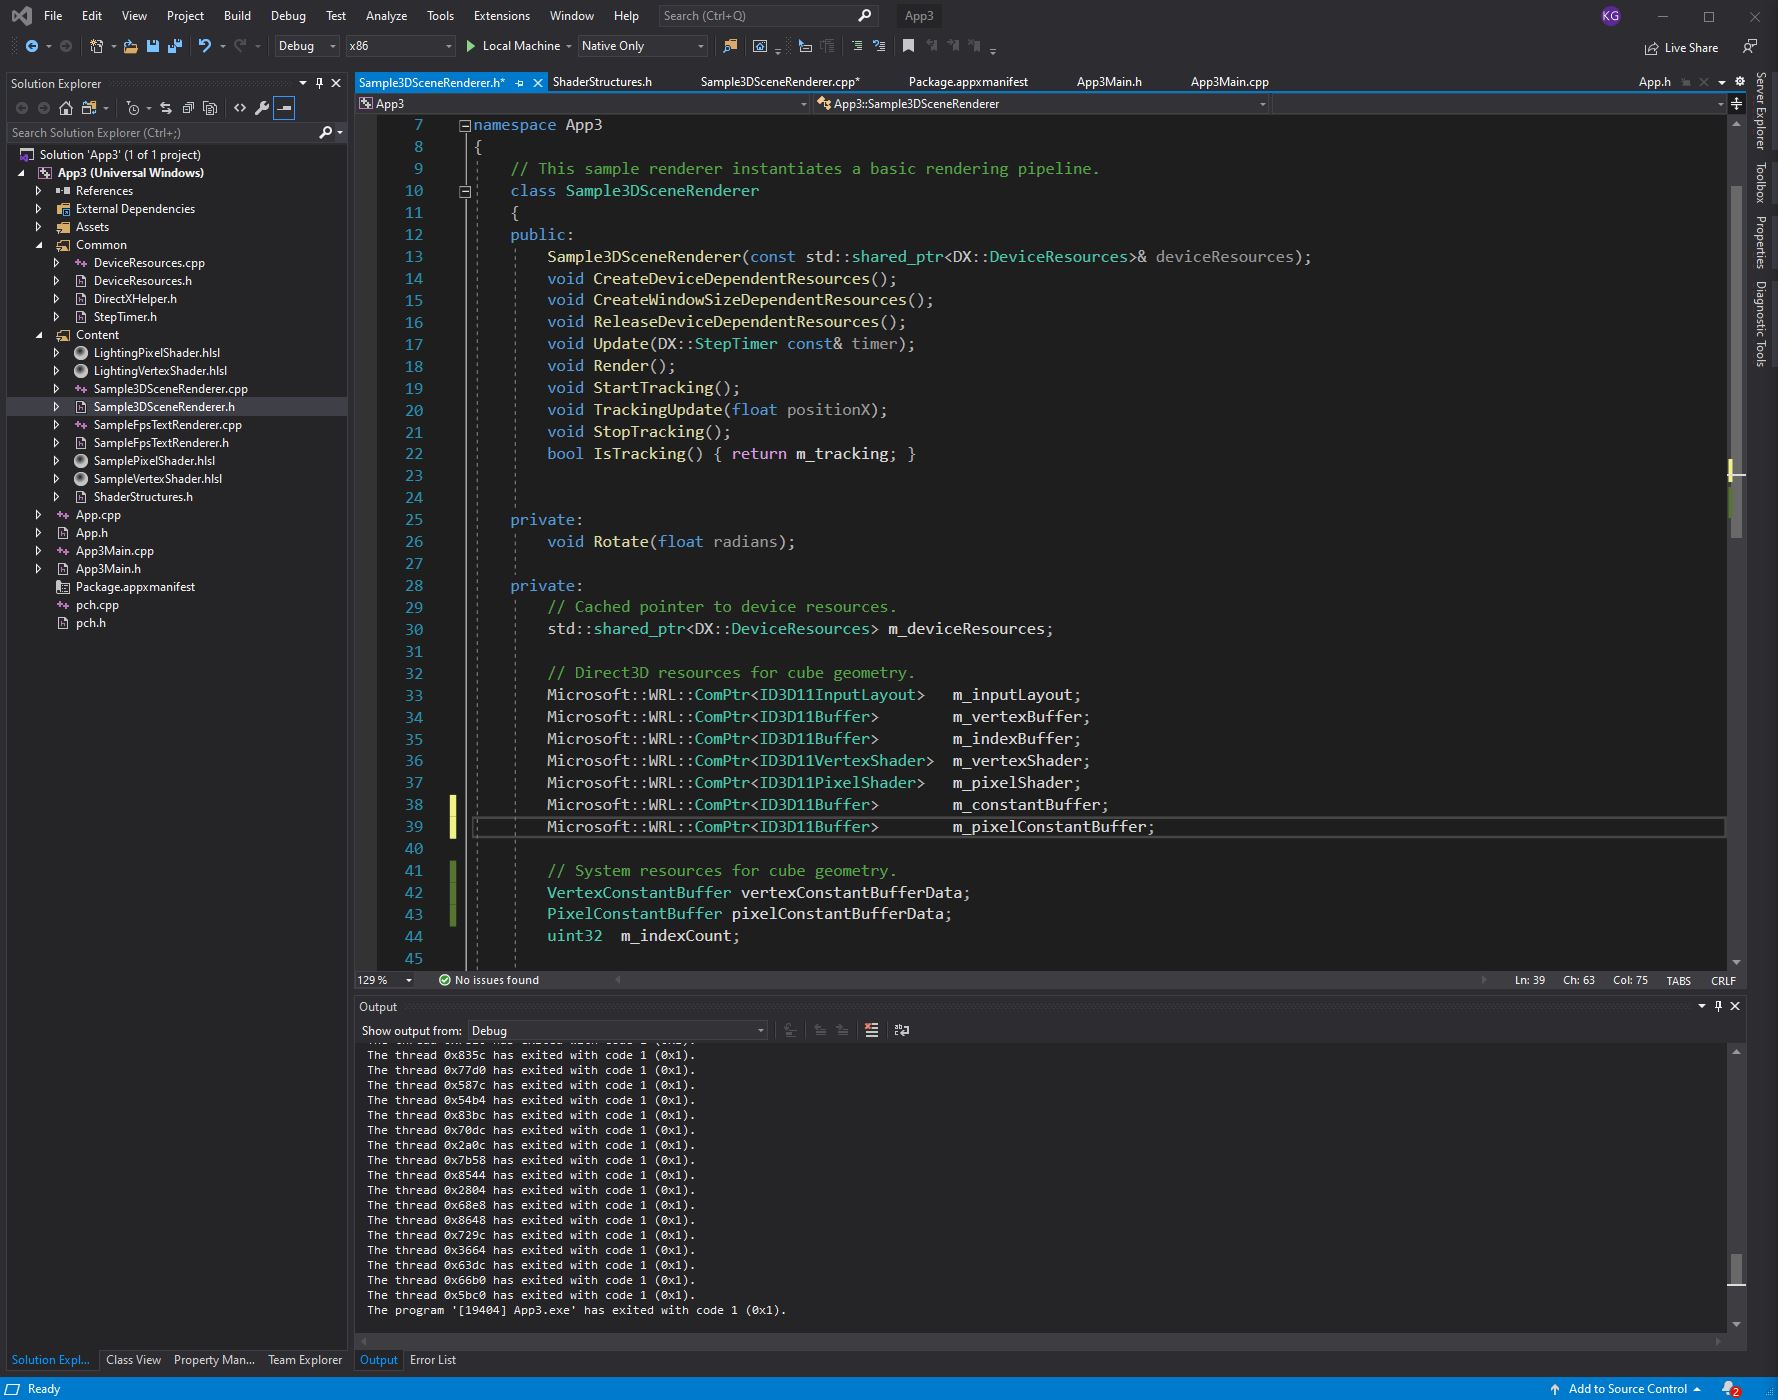 File Edit View Project Build Debug Test Analyze Tools Extensions Window Help Search (Ctrl+Q) App3 KG
Debug x86 Local Machine Native Only Live Share
Solution Explorer
Search Solution Explorer (Ctrl+;)
Solution 'App3' (1 of 1 project)
App3 (Universal Windows)
References
External Dependencies
Assets
Common
DeviceResources.cpp
DeviceResources.h
DirectXHelper.h
StepTimer.h
Content
LightingPixelShader.hlsl
LightingVertexShader.hlsl
Sample3DSceneRenderer.cpp
Sample3DSceneRenderer.h
SampleFpsTextRenderer.cpp
SampleFpsTextRenderer.h
SamplePixelShader.hlsl
SampleVertexShader.hlsl
ShaderStructures.h
App.cpp
App.h
App3Main.cpp
App3Main.h
Package.appxmanifest
pch.cpp
pch.h
Solution Expl... Class View Property Man... Team Explorer
Sample3DSceneRenderer.h* ShaderStructures.h Sample3DSceneRenderer.cpp* Package.appxmanifest App3Main.h App3Main.cpp App.h
App3 App3::Sample3DSceneRenderer
7 namespace App3
8 {
9 // This sample renderer instantiates a basic rendering pipeline.
10 class Sample3DSceneRenderer
11 {
12 public:
13 Sample3DSceneRenderer(const std::shared_ptr<DX::DeviceResources>& deviceResources);
14 void CreateDeviceDependentResources();
15 void CreateWindowSizeDependentResources();
16 void ReleaseDeviceDependentResources();
17 void Update(DX::StepTimer const& timer);
18 void Render();
19 void StartTracking();
20 void TrackingUpdate(float positionX);
21 void StopTracking();
22 bool IsTracking() { return m_tracking; }
23
24
25 private:
26 void Rotate(float radians);
27
28 private:
29 // Cached pointer to device resources.
30 std::shared_ptr<DX::DeviceResources> m_deviceResources;
31
32 // Direct3D resources for cube geometry.
33 Microsoft::WRL::ComPtr<ID3D11InputLayout> m_inputLayout;
34 Microsoft::WRL::ComPtr<ID3D11Buffer> m_vertexBuffer;
35 Microsoft::WRL::ComPtr<ID3D11Buffer> m_indexBuffer;
36 Microsoft::WRL::ComPtr<ID3D11VertexShader> m_vertexShader;
37 Microsoft::WRL::ComPtr<ID3D11PixelShader> m_pixelShader;
38 Microsoft::WRL::ComPtr<ID3D11Buffer> m_constantBuffer;
39 Microsoft::WRL::ComPtr<ID3D11Buffer> m_pixelConstantBuffer;
40
41 // System resources for cube geometry.
42 VertexConstantBuffer vertexConstantBufferData;
43 PixelConstantBuffer pixelConstantBufferData;
44 uint32 m_indexCount;
45
129 % No issues found Ln: 39 Ch: 63 Col: 75 TABS CRLF
Output
Show output from: Debug
The thread 0x835c has exited with code 1 (0x1).
The thread 0x77d0 has exited with code 1 (0x1).
The thread 0x587c has exited with code 1 (0x1).
The thread 0x54b4 has exited with code 1 (0x1).
The thread 0x83bc has exited with code 1 (0x1).
The thread 0x70dc has exited with code 1 (0x1).
The thread 0x2a0c has exited with code 1 (0x1).
The thread 0x7b58 has exited with code 1 (0x1).
The thread 0x8544 has exited with code 1 (0x1).
The thread 0x2804 has exited with code 1 (0x1).
The thread 0x68e8 has exited with code 1 (0x1).
The thread 0x8648 has exited with code 1 (0x1).
The thread 0x729c has exited with code 1 (0x1).
The thread 0x3664 has exited with code 1 (0x1).
The thread 0x63dc has exited with code 1 (0x1).
The thread 0x66b0 has exited with code 1 (0x1).
The thread 0x5bc0 has exited with code 1 (0x1).
The program '[19404] App3.exe' has exited with code 1 (0x1).
Output Error List
Server Explorer
Toolbox
Properties
Diagnostic Tools
Ready Add to Source Control 2